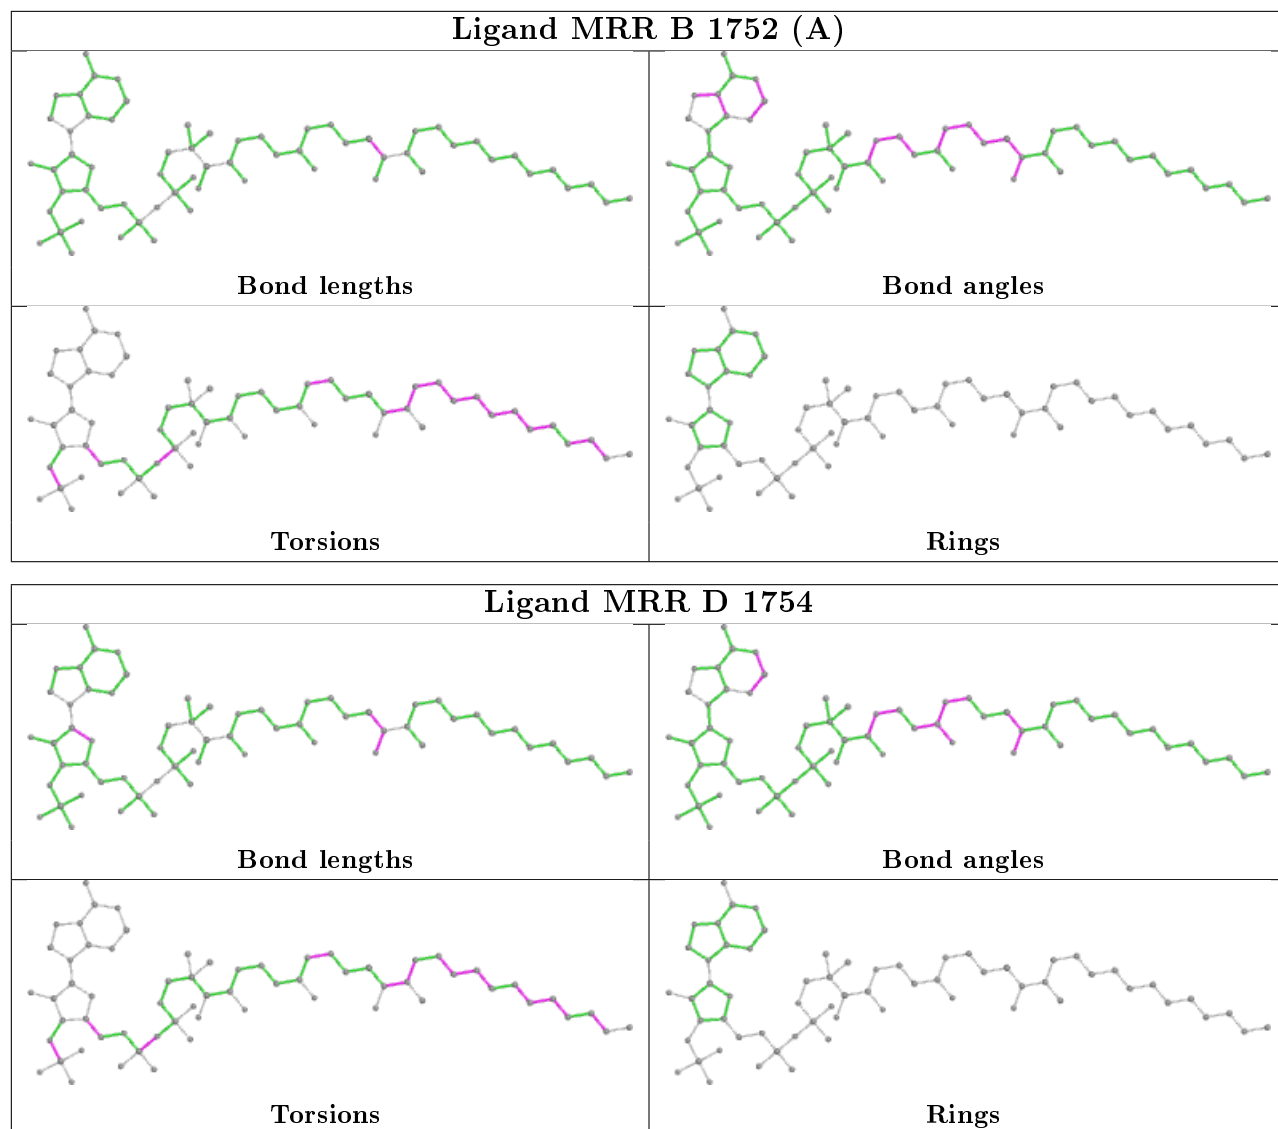 Ligand MRR B 1752 (A)
Bond lengths
Bond angles
Torsions
Rings
Ligand MRR D 1754
Bond lengths
Bond angles
Torsions
Rings